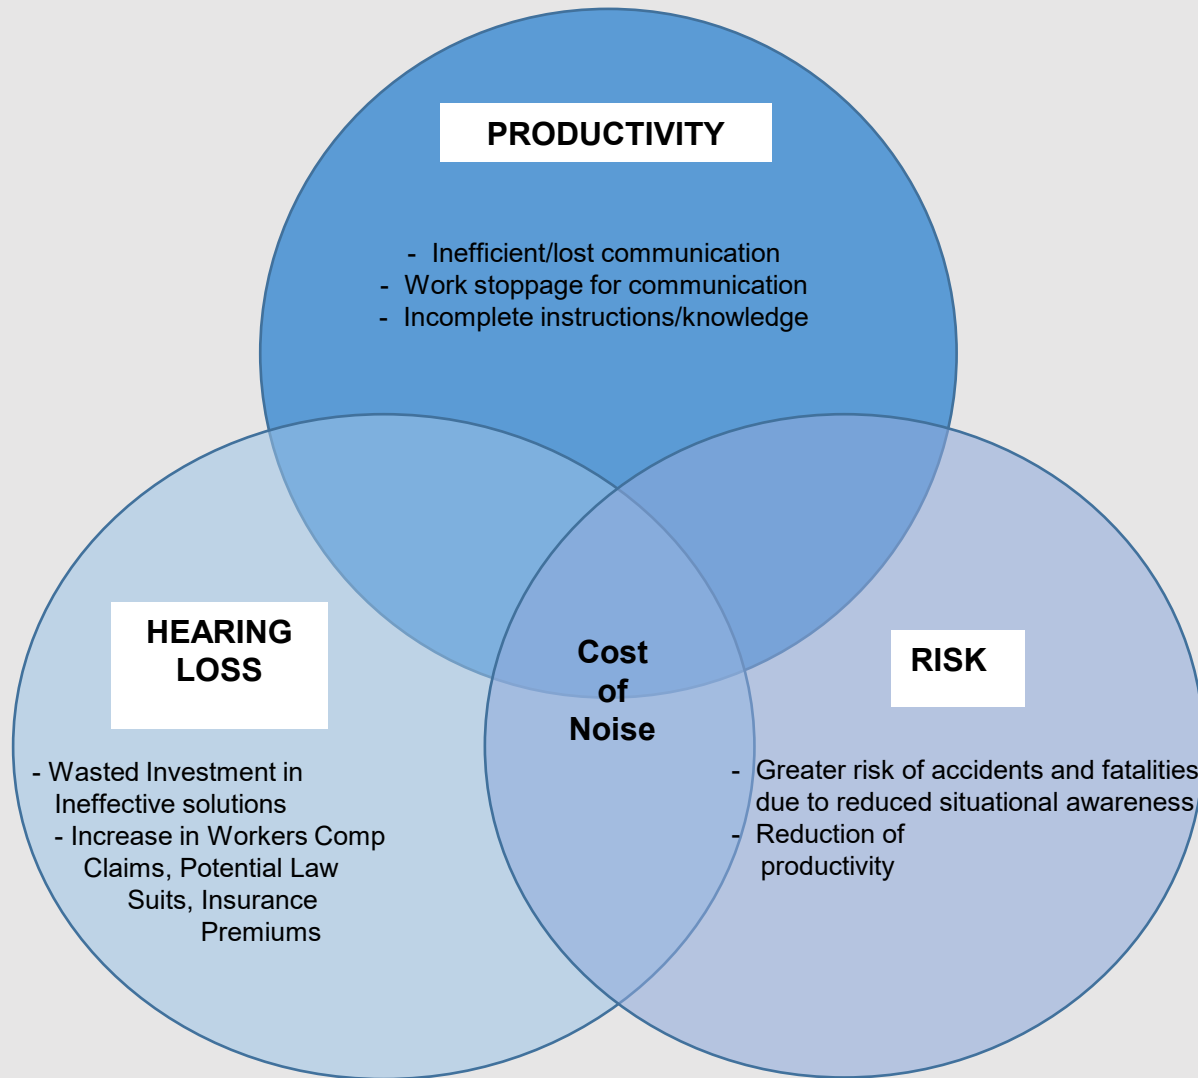 PRODUCTIVITY
- Inefficient/lost communication
- Work stoppage for communication
- Incomplete instructions/knowledge
HEARING
LOSS
- Wasted Investment in
Ineffective solutions
- Increase in Workers Comp
Claims, Potential Law
Suits, Insurance
Premiums
Cost
of
Noise
RISK
- Greater risk of accidents and fatalities
due to reduced situational awareness
- Reduction of
productivity